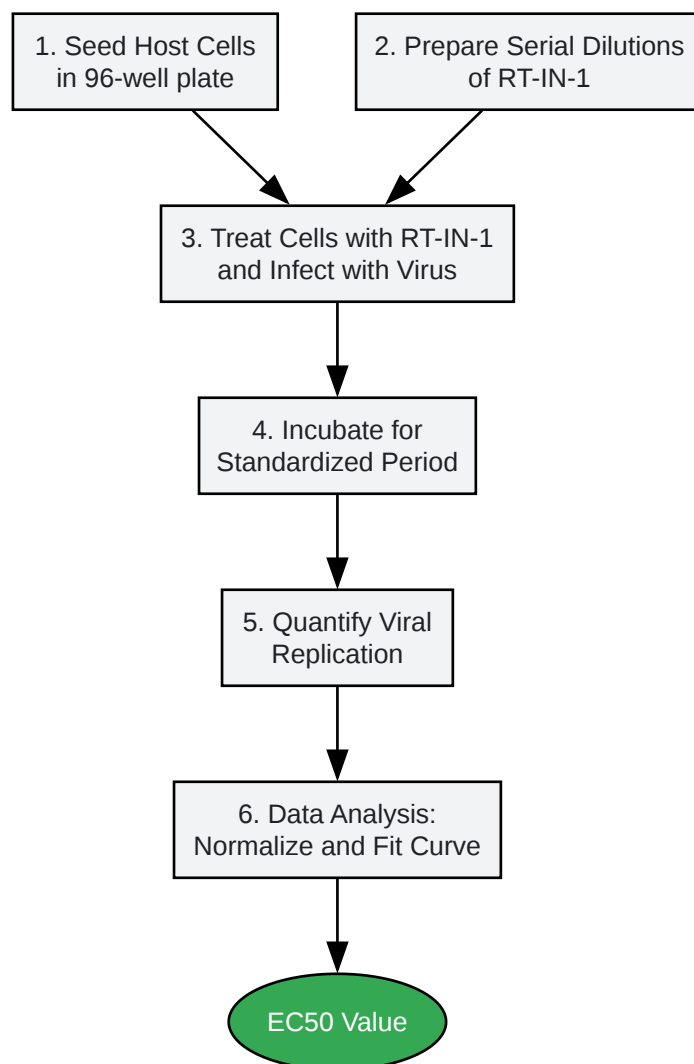 1. Seed Host Cells
in 96-well plate
2. Prepare Serial Dilutions
of RT-IN-1
3. Treat Cells with RT-IN-1
and Infect with Virus
4. Incubate for
Standardized Period
5. Quantify Viral
Replication
6. Data Analysis:
Normalize and Fit Curve
EC50 Value